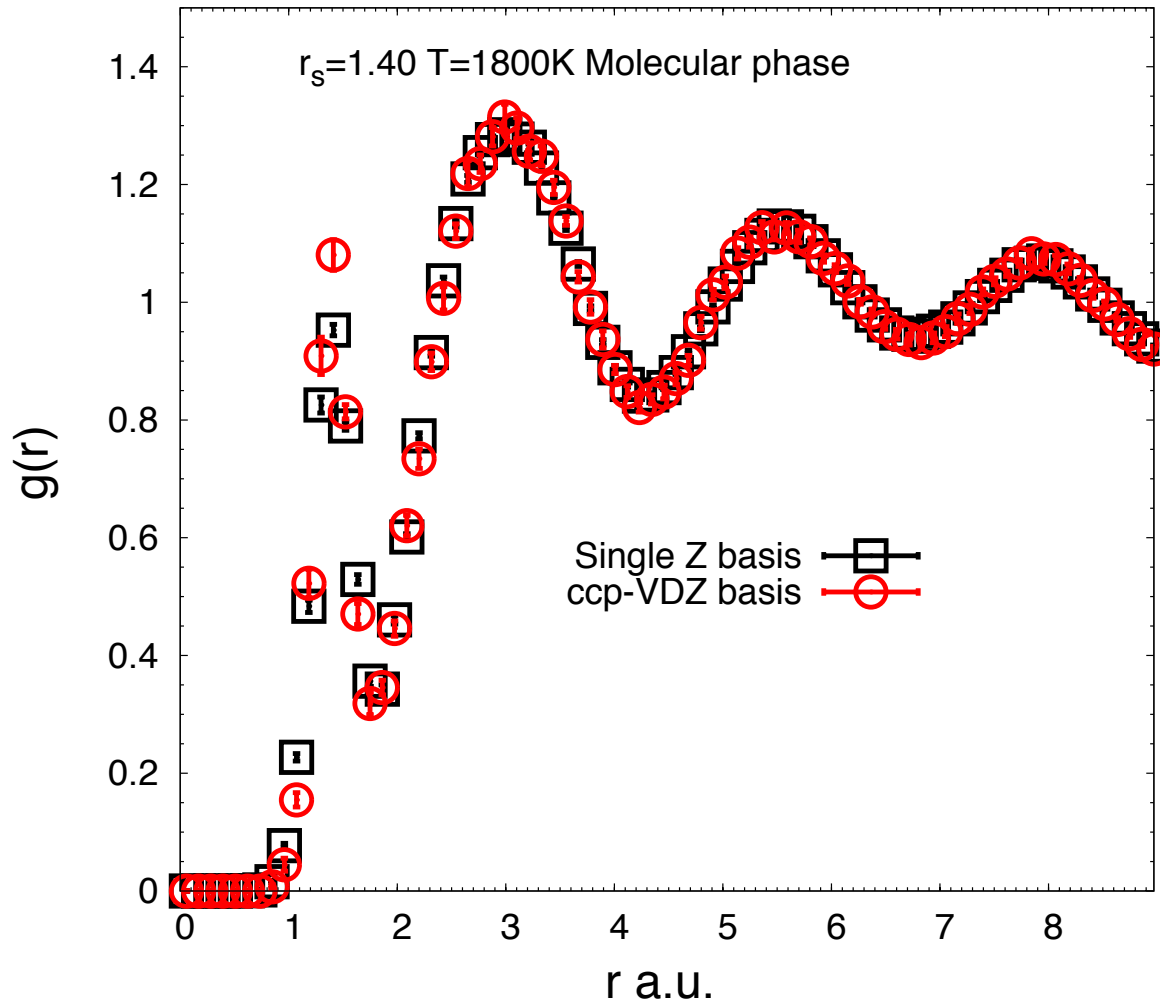 r_s=1.40 T=1800K Molecular phase
1.4
1.2
1
0.8
0.6
0.4
0.2
0
g(r)
Single Z basis
ccp-VDZ basis
0 1 2 3 4 5 6 7 8
r a.u.